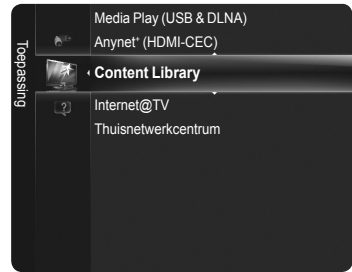 Toepassing
Media Play (USB & DLNA)
Anynet⁺ (HDMI-CEC)
Content Library
Internet@TV
Thuisnetwerkcentrum